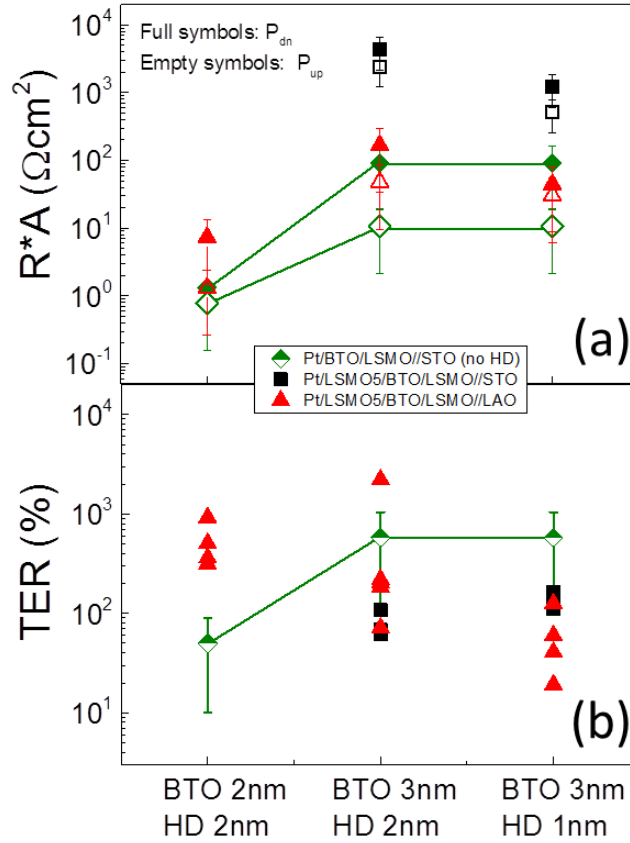 10⁴
10³
10²
10¹
10⁰
10⁻¹
R*A (Ωcm²)
Full symbols: P_dn
Empty symbols: P_up
(a)
Pt/BTO/LSMO//STO (no HD)
Pt/LSMO5/BTO/LSMO//STO
Pt/LSMO5/BTO/LSMO//LAO
10⁴
10³
10²
10¹
TER (%)
(b)
BTO 2nm
HD 2nm
BTO 3nm
HD 2nm
BTO 3nm
HD 1nm